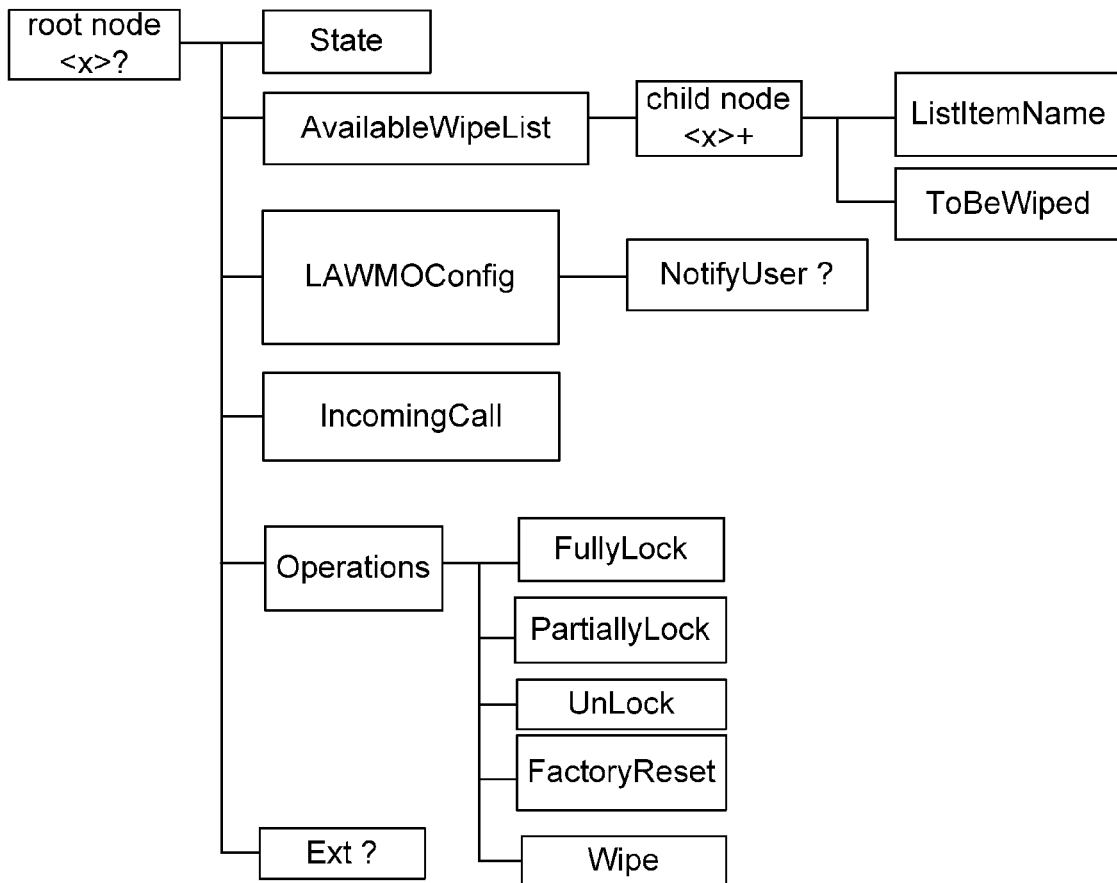 root node
<x>?
State
AvailableWipeList
child node
<x>+
ListItemName
ToBeWiped
LAWMOConfig
NotifyUser ?
IncomingCall
Operations
FullyLock
PartiallyLock
UnLock
FactoryReset
Wipe
Ext ?